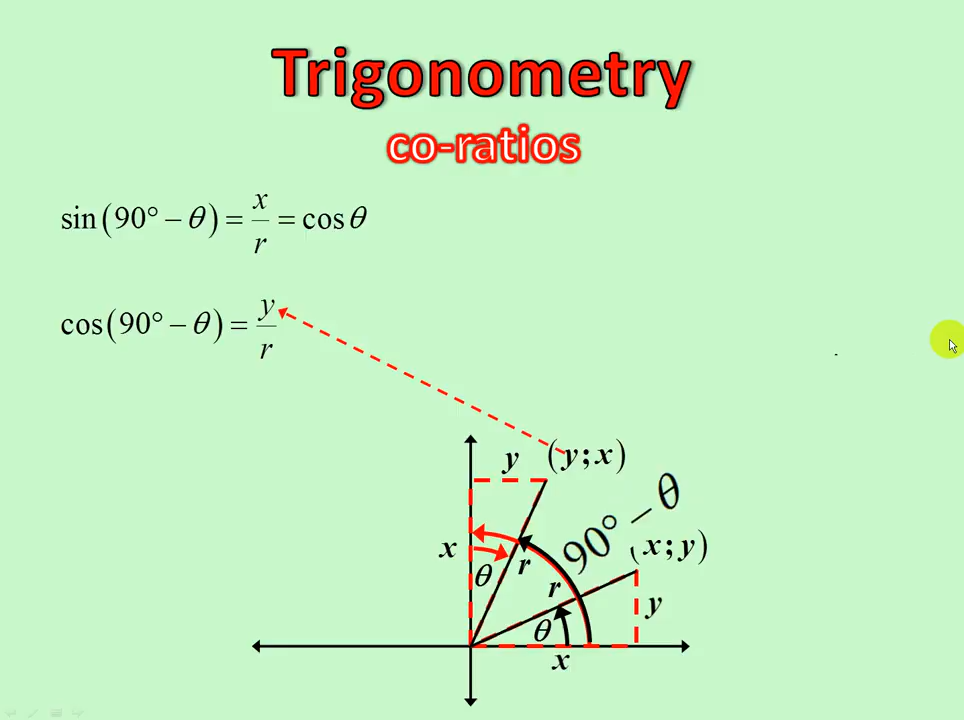 Trigonometry
co-ratios
sin(90° − θ) = x/r = cos θ
cos(90° − θ) = y/r
y (y;x)
90° − θ
x r (x;y)
θ r y
θ
x